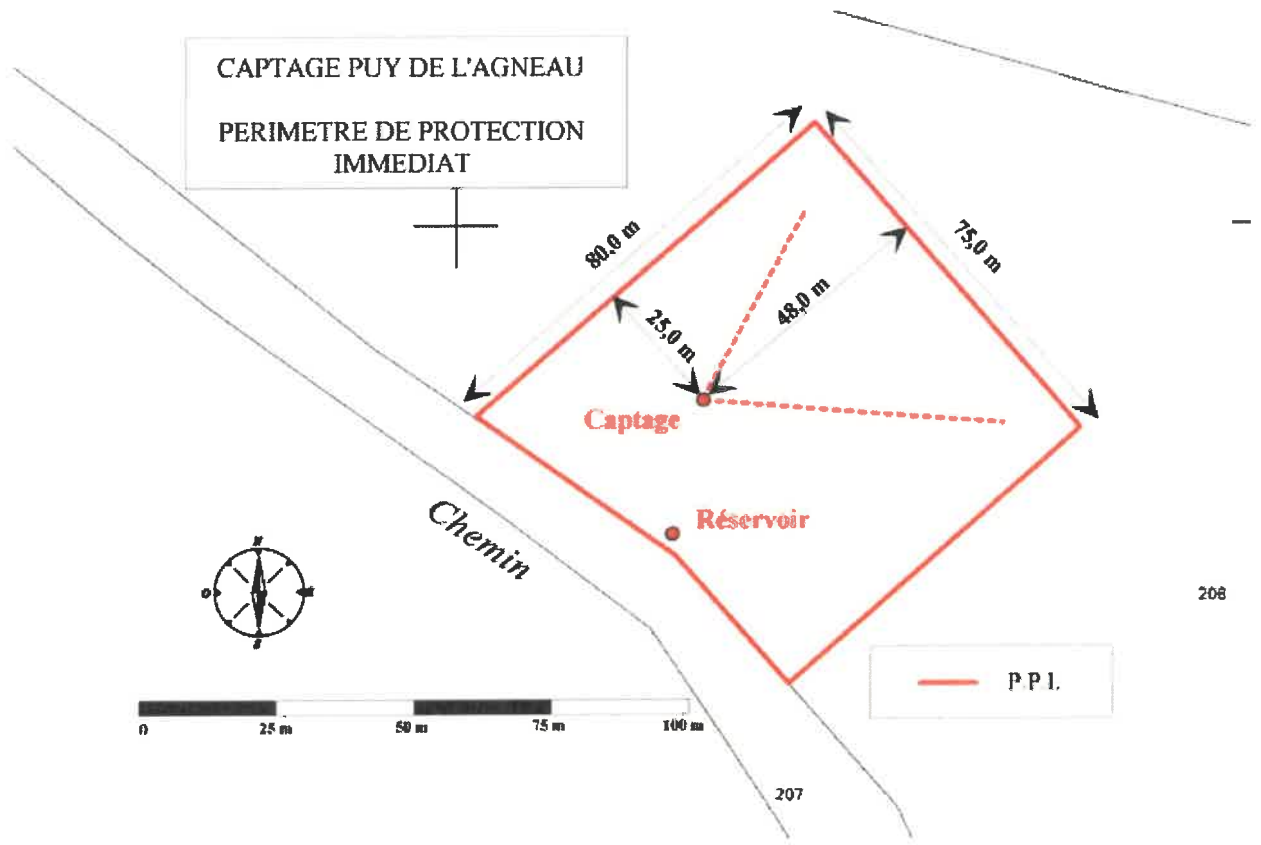 CAPTAGE PUY DE L'AGNEAU
PERIMETRE DE PROTECTION
IMMEDIAT
80,0 m
75,0 m
48,0 m
25,0 m
Captage
Réservoir
Chemin
N
O
S
208
P.P.I.
0 25 m 50 m 75 m 100 m
207